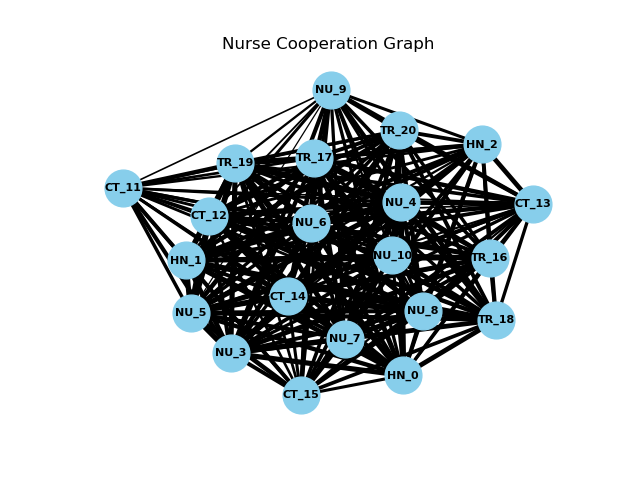 Nurse Cooperation Graph
NU_9
TR_20
HN_2
TR_17
TR_19
CT_11
NU_4
CT_13
CT_12
NU_6
NU_10
TR_16
HN_1
CT_14
NU_8
NU_5
TR_18
NU_7
NU_3
HN_0
CT_15